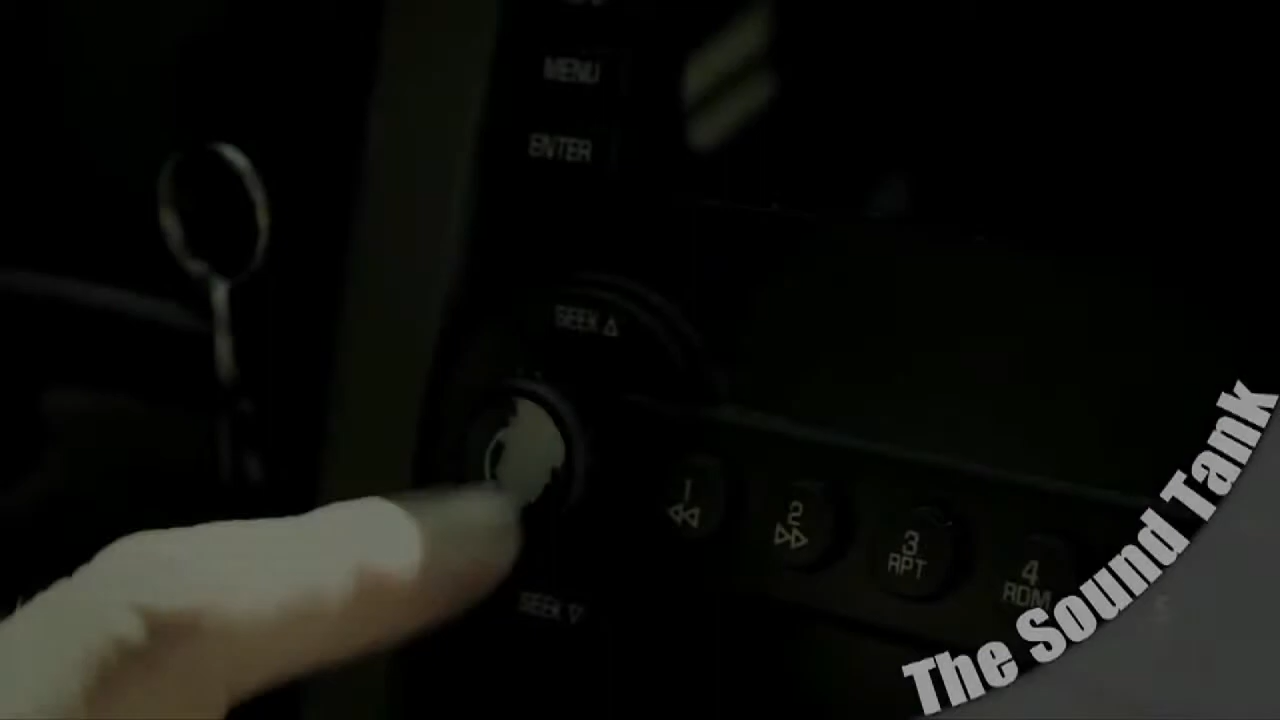 MENU
ENTER
SEEK △
1
2
3
RPT
4
RDM
SEEK ▽
The Sound Tank